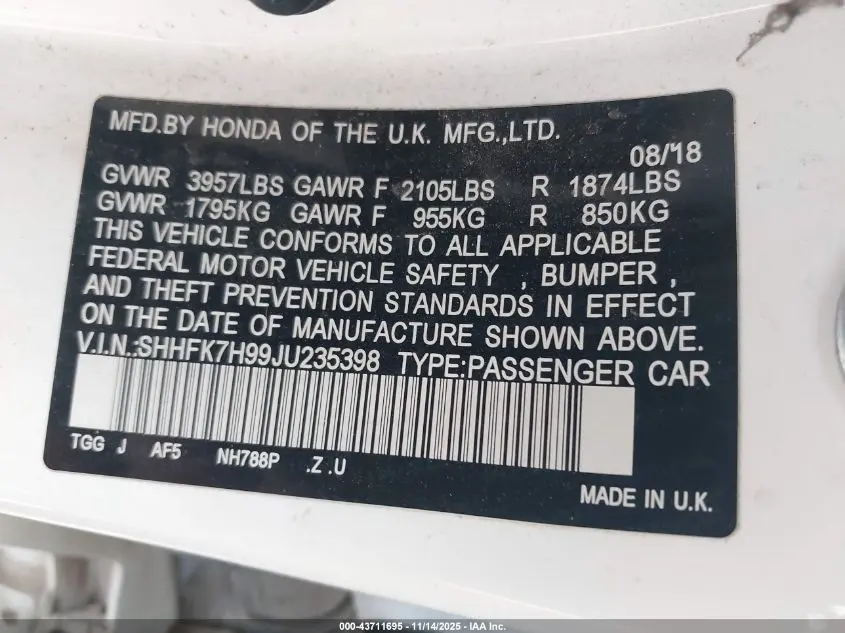 MFD.BY HONDA OF THE U.K. MFG.,LTD.
08/18
GVWR 3957LBS GAWR F 2105LBS R 1874LBS
GVWR 1795KG GAWR F 955KG R 850KG
THIS VEHICLE CONFORMS TO ALL APPLICABLE
FEDERAL MOTOR VEHICLE SAFETY , BUMPER ,
AND THEFT PREVENTION STANDARDS IN EFFECT
ON THE DATE OF MANUFACTURE SHOWN ABOVE.
V.I.N.:SHHFK7H99JU235398 TYPE:PASSENGER CAR
TGG J AF5 NH788P .Z .U
MADE IN U.K.
000-43711695 - 11/14/2025 - IAA Inc.